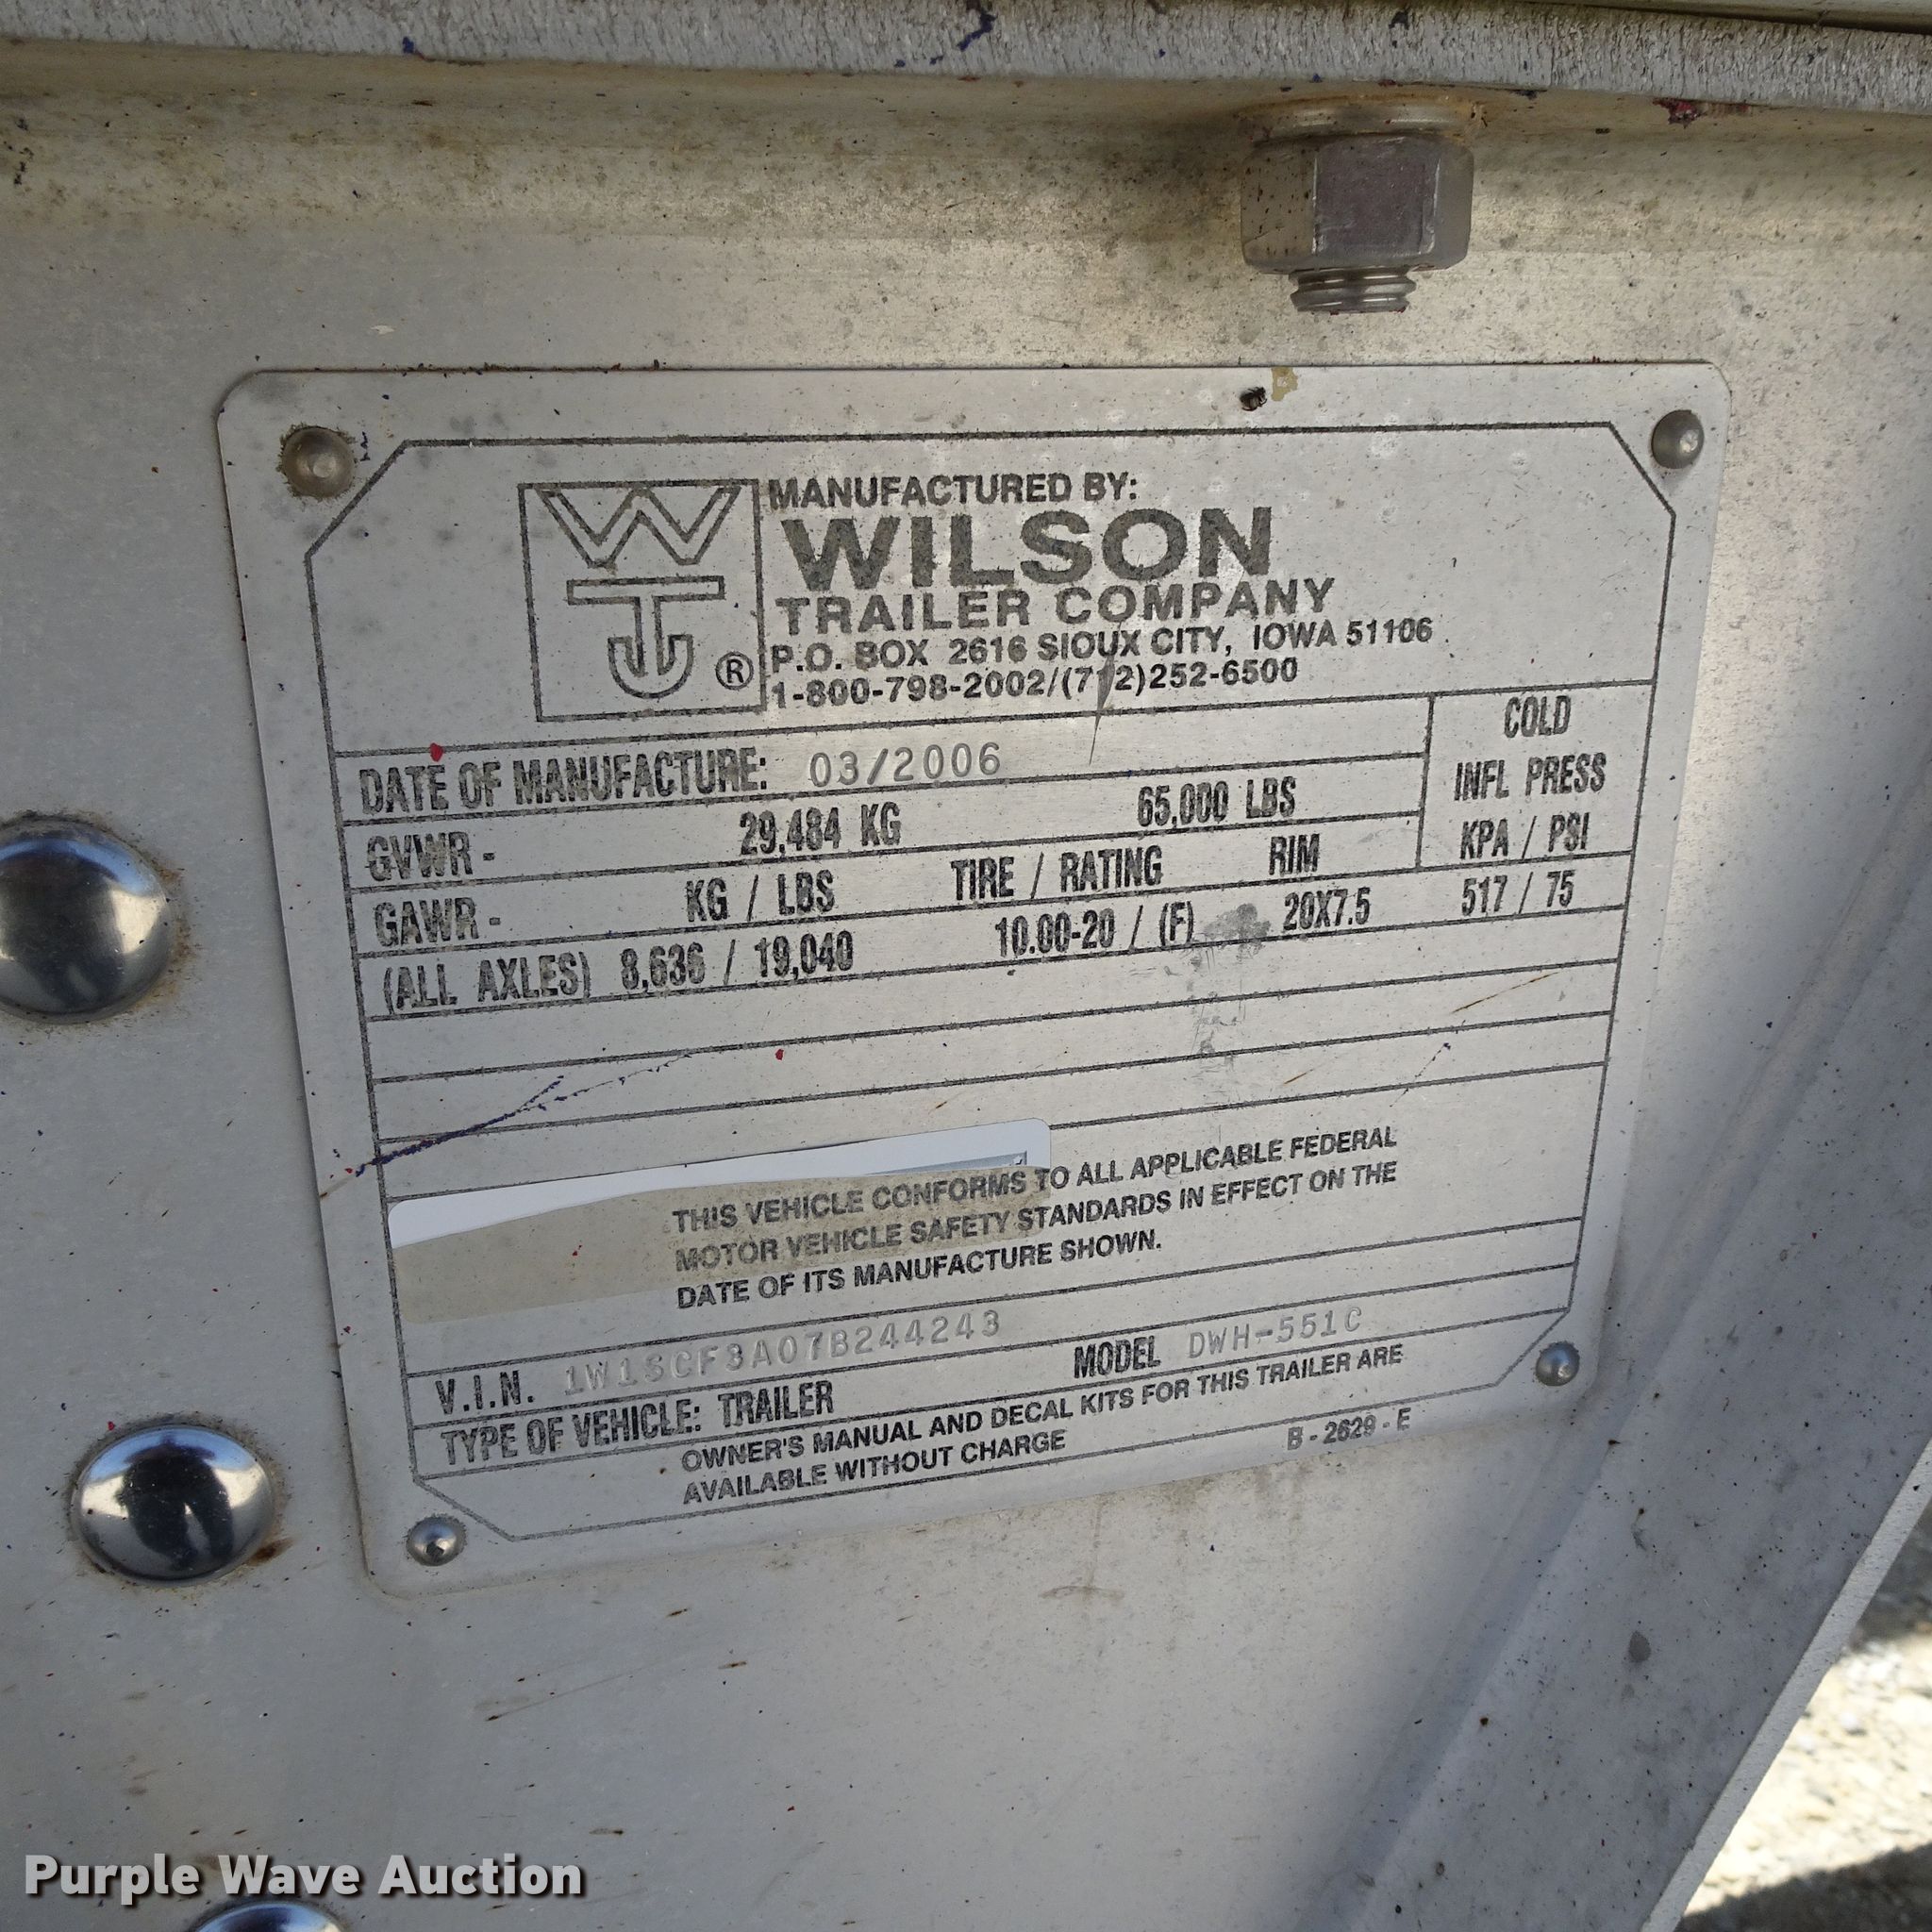 MANUFACTURED BY:
WILSON
TRAILER COMPANY
P.O. BOX 2616 SIOUX CITY, IOWA 51106
1-800-798-2002/(712)252-6500
WT ®
DATE OF MANUFACTURE: 03/2006
COLD
INFL PRESS
KPA / PSI
GVWR - 29,484 KG 65,000 LBS
GAWR - KG / LBS TIRE / RATING RIM
(ALL AXLES) 8,636 / 19,040 10.00-20 / (F) 20X7.5 517 / 75
THIS VEHICLE CONFORMS TO ALL APPLICABLE FEDERAL
MOTOR VEHICLE SAFETY STANDARDS IN EFFECT ON THE
DATE OF ITS MANUFACTURE SHOWN.
V.I.N. 1W1SCF3A07B244243
TYPE OF VEHICLE: TRAILER MODEL DWH-551C
OWNER'S MANUAL AND DECAL KITS FOR THIS TRAILER ARE
AVAILABLE WITHOUT CHARGE
B - 2629 - E
Purple Wave Auction